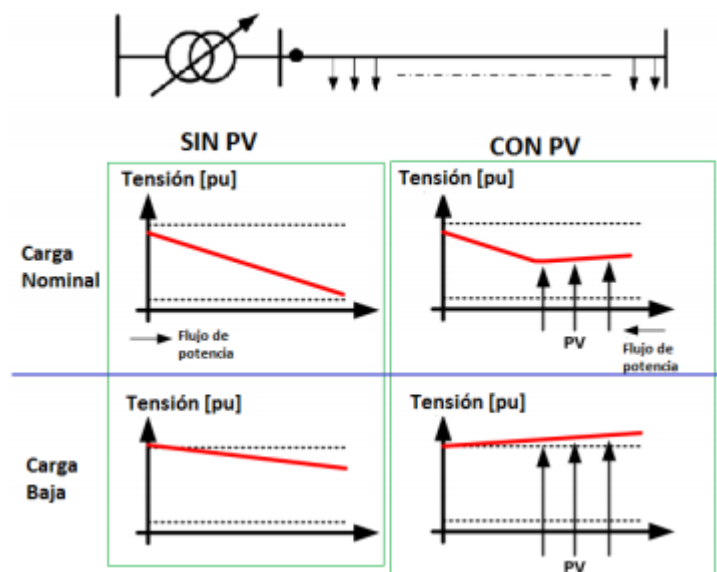 SIN PV
CON PV
Tensión [pu]
Tensión [pu]
Carga
Nominal
Flujo de
potencia
PV
Flujo de
potencia
Tensión [pu]
Tensión [pu]
Carga
Baja
PV